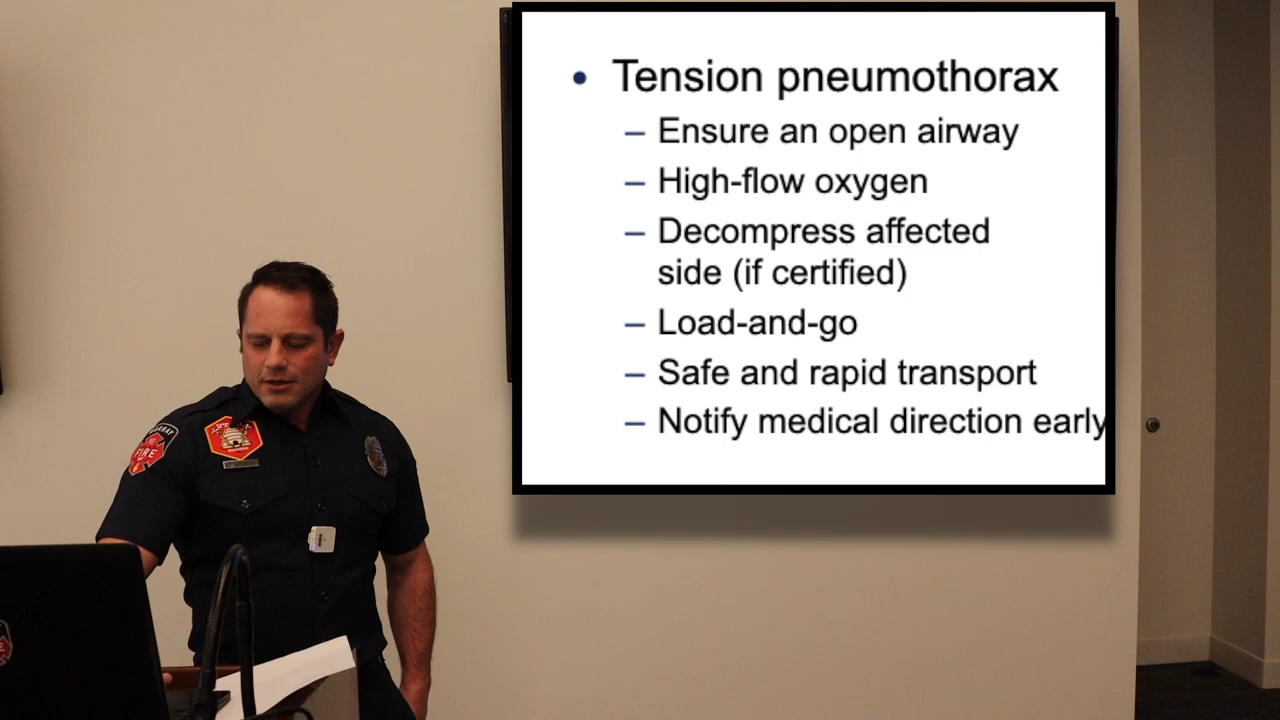 • Tension pneumothorax
– Ensure an open airway
– High-flow oxygen
– Decompress affected
side (if certified)
– Load-and-go
– Safe and rapid transport
– Notify medical direction early
FIRE